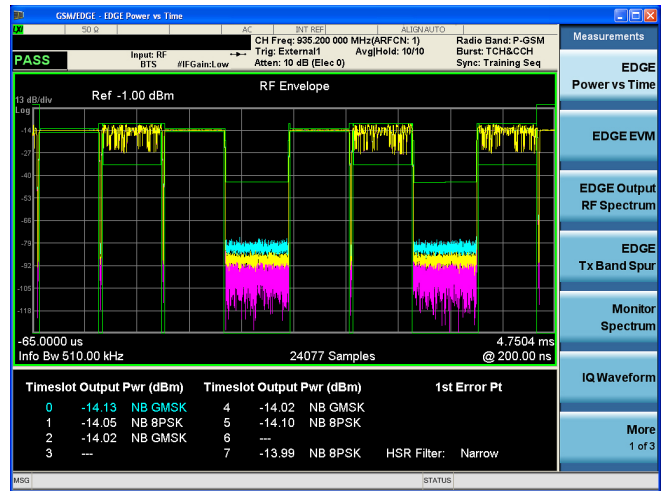 GSM/EDGE - EDGE Power vs Time
LXI 50 Ω AC INT REF ALIGN AUTO
CH Freq: 935.200 000 MHz(ARFCN: 1) Radio Band: P-GSM
Input: RF Trig: External1 Avg|Hold: 10/10 Burst: TCH&CCH
PASS BTS #IFGain:Low Atten: 10 dB (Elec 0) Sync: Training Seq
RF Envelope
13 dB/div Ref -1.00 dBm
Log
-14
-27
-40
-53
-66
-79
-92
-105
-118
-65.0000 us 4.7504 ms
Info Bw 510.00 kHz 24077 Samples @ 200.00 ns
Timeslot Output Pwr (dBm) Timeslot Output Pwr (dBm) 1st Error Pt
0 -14.13 NB GMSK 4 -14.02 NB GMSK
1 -14.05 NB 8PSK 5 -14.10 NB 8PSK
2 -14.02 NB GMSK 6 ---
3 --- 7 -13.99 NB 8PSK HSR Filter: Narrow
MSG STATUS
Measurements
EDGE
Power vs Time
EDGE EVM
EDGE Output
RF Spectrum
EDGE
Tx Band Spur
Monitor
Spectrum
IQ Waveform
More
1 of 3